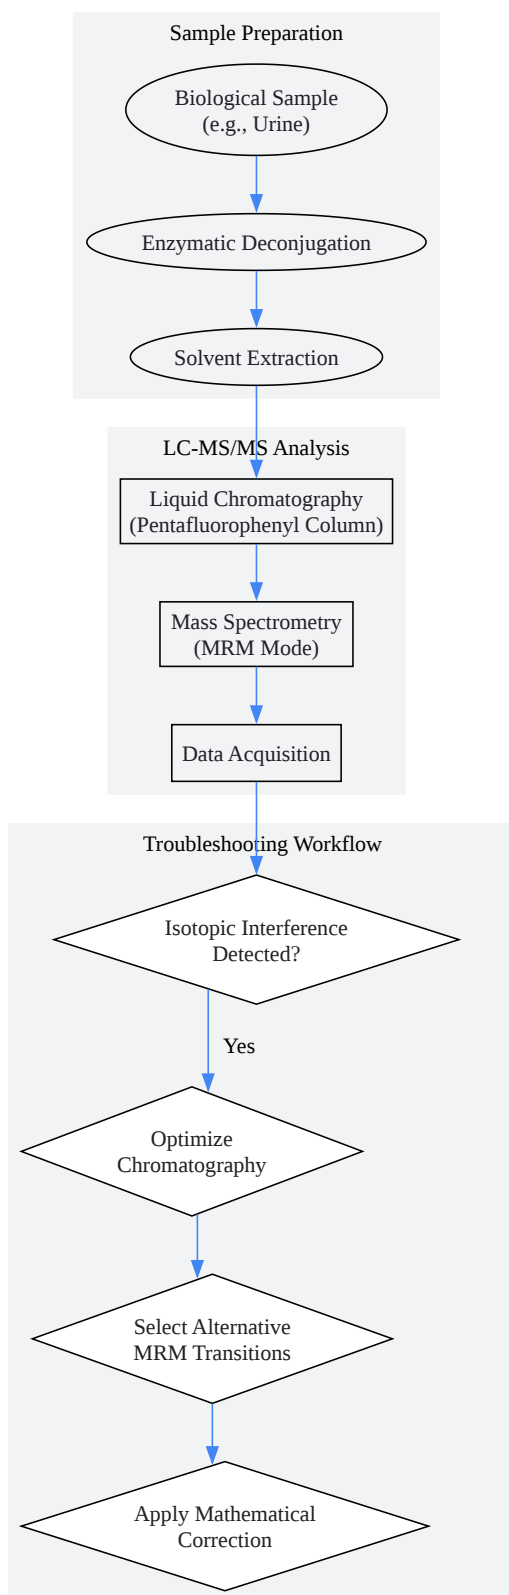 Sample Preparation
Biological Sample
(e.g., Urine)
Enzymatic Deconjugation
Solvent Extraction
LC-MS/MS Analysis
Liquid Chromatography
(Pentafluorophenyl Column)
Mass Spectrometry
(MRM Mode)
Data Acquisition
Troubleshooting Workflow
Isotopic Interference
Detected?
Yes
Optimize
Chromatography
Select Alternative
MRM Transitions
Apply Mathematical
Correction